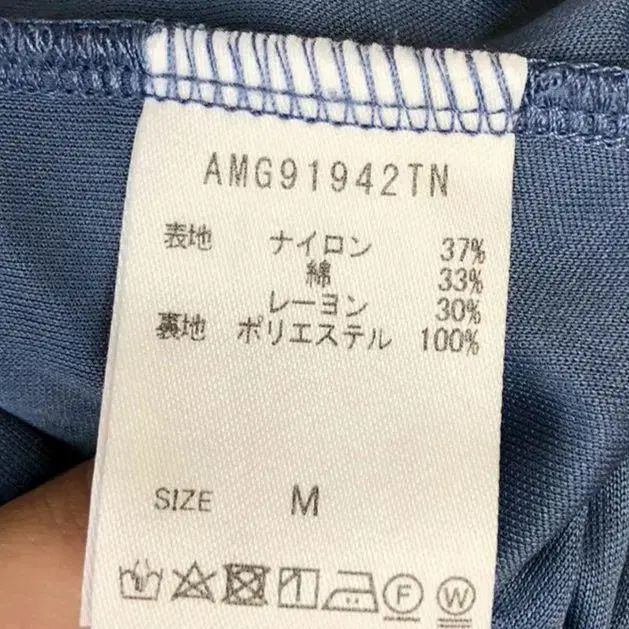 AMG91942TN
表地 ナイロン 37%
綿 33%
レーヨン 30%
裏地 ポリエステル 100%
SIZE M
F W